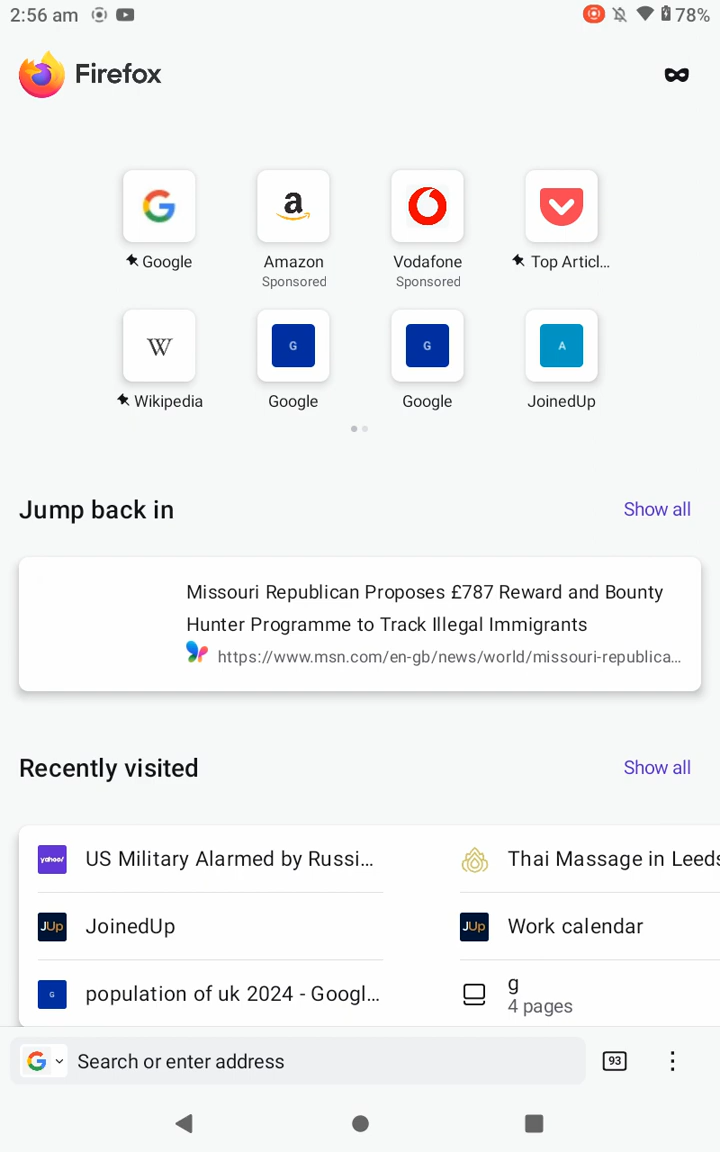 2:56 am 78%
Firefox
Google Amazon Vodafone Top Articl...
Sponsored Sponsored
W G G A
Wikipedia Google Google JoinedUp
Jump back in Show all
Missouri Republican Proposes £787 Reward and Bounty
Hunter Programme to Track Illegal Immigrants
https://www.msn.com/en-gb/news/world/missouri-republica...
Recently visited Show all
yahoo! US Military Alarmed by Russi... Thai Massage in Leeds
JUp JoinedUp JUp Work calendar
G population of uk 2024 - Googl... g
4 pages
Search or enter address 93